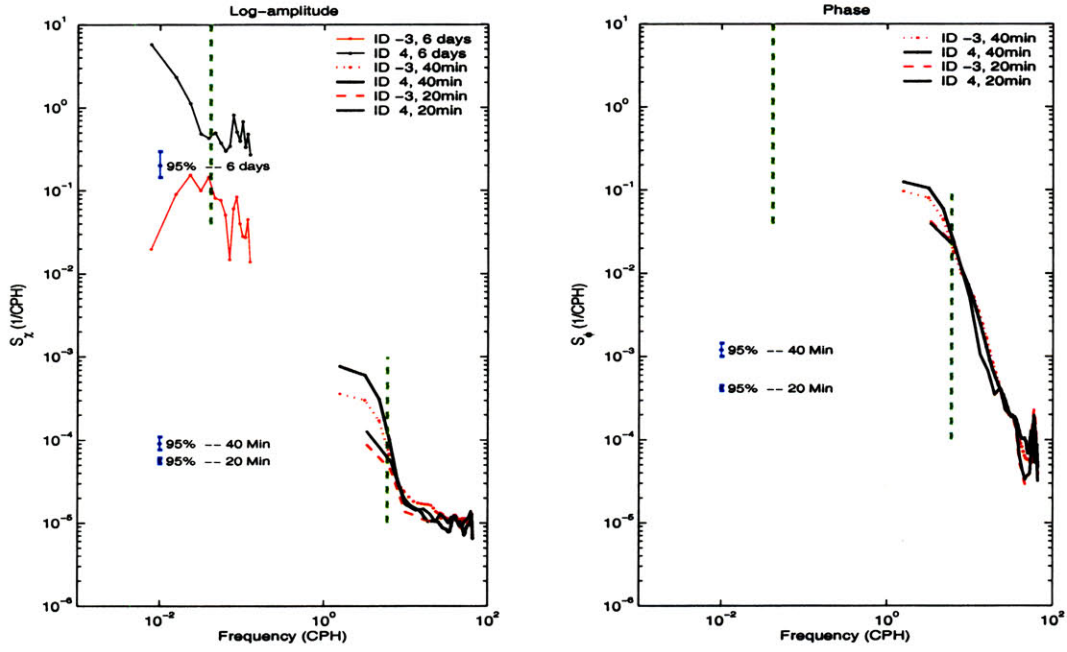 Log-amplitude
10^1
10^0
10^-1
10^-2
10^-3
10^-4
10^-5
10^-6
S_χ (1/CPH)
ID -3, 6 days
ID 4, 6 days
ID -3, 40min
ID 4, 40min
ID -3, 20min
ID 4, 20min
95% -- 6 days
95% -- 40 Min
95% -- 20 Min
10^-2
10^0
10^2
Frequency (CPH)
Phase
10^1
10^0
10^-1
10^-2
10^-3
10^-4
10^-5
10^-6
S_ϕ (1/CPH)
ID -3, 40min
ID 4, 40min
ID -3, 20min
ID 4, 20min
95% -- 40 Min
95% -- 20 Min
10^-2
10^0
10^2
Frequency (CPH)